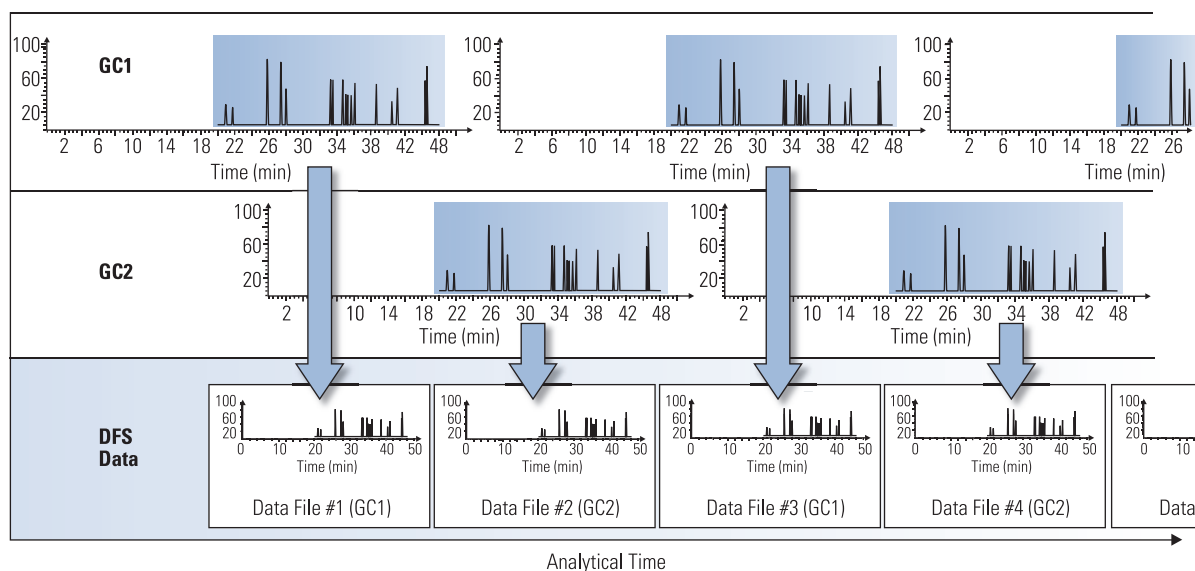 GC1
100
60
20
2 6 10 14 18 22 26 30 34 38 42 48
Time (min)
100
60
20
2 6 10 14 18 22 26 30 34 38 42 48
Time (min)
100
60
20
2 6 10 14 18 22 26
Time (min)
GC2
100
60
20
2 10 14 18 22 26 30 34 38 42 48
Time (min)
100
60
20
2 10 14 18 22 26 30 34 38 42 48
Time (min)
DFS
Data
100
60
20
0 10 20 30 40 50
Time (min)
Data File #1 (GC1)
100
60
20
0 10 20 30 40 50
Time (min)
Data File #2 (GC2)
100
60
20
0 10 20 30 40 50
Time (min)
Data File #3 (GC1)
100
60
20
0 10 20 30 40 50
Time (min)
Data File #4 (GC2)
100
60
20
0
Data
Analytical Time